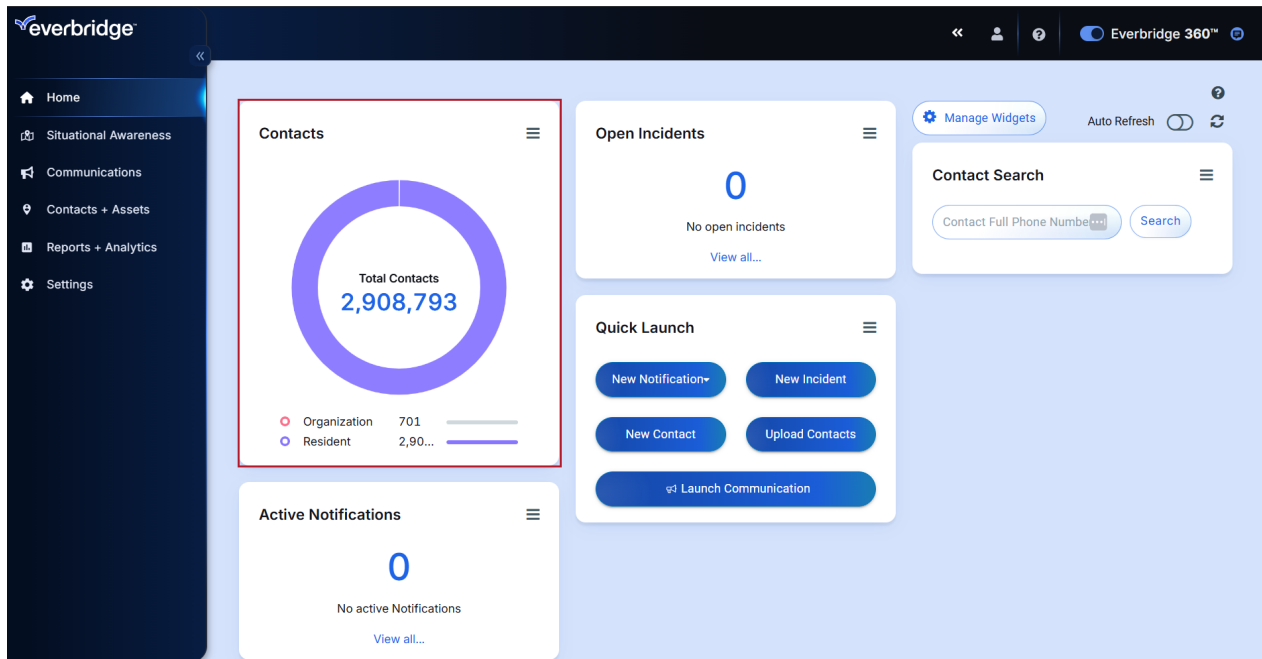 everbridge™
Everbridge 360™
Home
Situational Awareness
Communications
Contacts + Assets
Reports + Analytics
Settings
Contacts
Total Contacts
2,908,793
Organization 701
Resident 2,90...
Active Notifications
0
No active Notifications
View all...
Open Incidents
0
No open incidents
View all...
Quick Launch
New Notification
New Incident
New Contact
Upload Contacts
Launch Communication
Manage Widgets
Auto Refresh
Contact Search
Contact Full Phone Numbe
Search